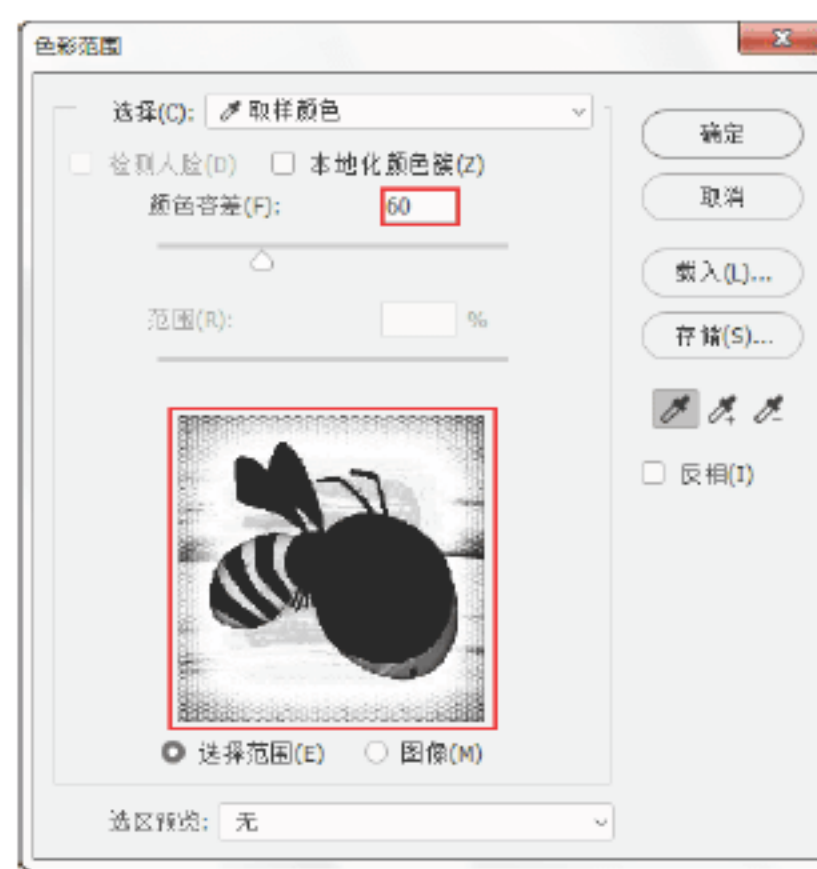 色彩范围
选择(C): 取样颜色
确定
检测人脸(D) 本地化颜色簇(Z)
颜色容差(F): 60
取消
载入(L)...
范围(R): %
存储(S)...
反相(I)
选择范围(E) 图像(M)
选区预览: 无